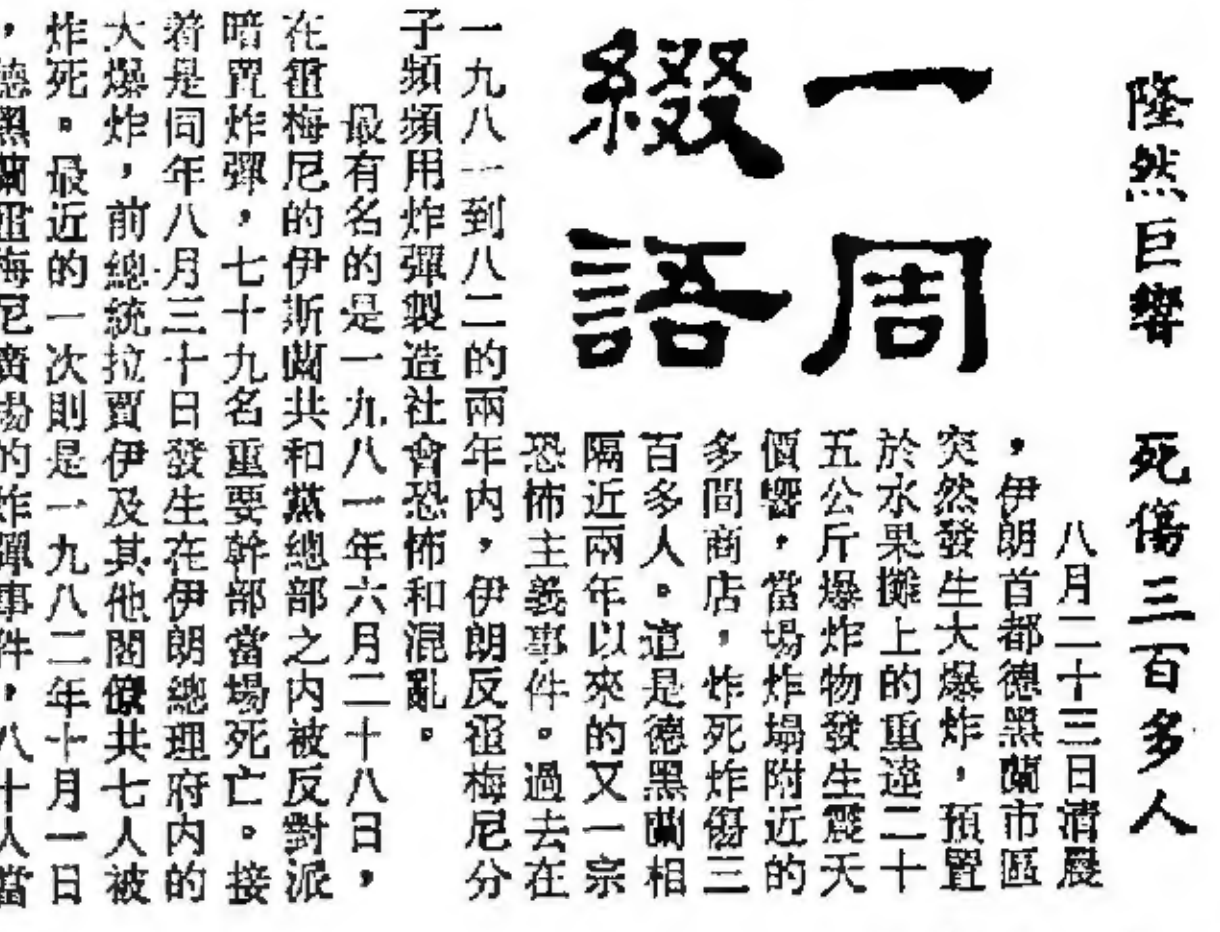 隆然巨響 死傷三百多人
一周
綴語
八月二十三日清晨
，伊朗首都德黑蘭市區
突然發生大爆炸，預置
於水果攤上的重達二十
五公斤爆炸物發生震天
價響，當場炸塌附近的
多間商店，炸死炸傷三
百多人。這是德黑蘭相
隔近兩年以來的又一宗
恐怖主義事件。過去在
一九八一到八二的兩年內，伊朗反霍梅尼分
子頻頻用炸彈製造社會恐怖和混亂。
最有名的是一九八一年六月二十八日，
在霍梅尼的伊斯蘭共和黨總部之內被反對派
暗置炸彈，七十九名重要幹部當場死亡。接
着是同年八月三十日發生在伊朗總理府內的
大爆炸，前總統拉賈伊及其他閣僚共七人被
炸死。最近的一次則是一九八二年十月一日
，德黑蘭霍梅尼廣場的炸彈事件，八十人當